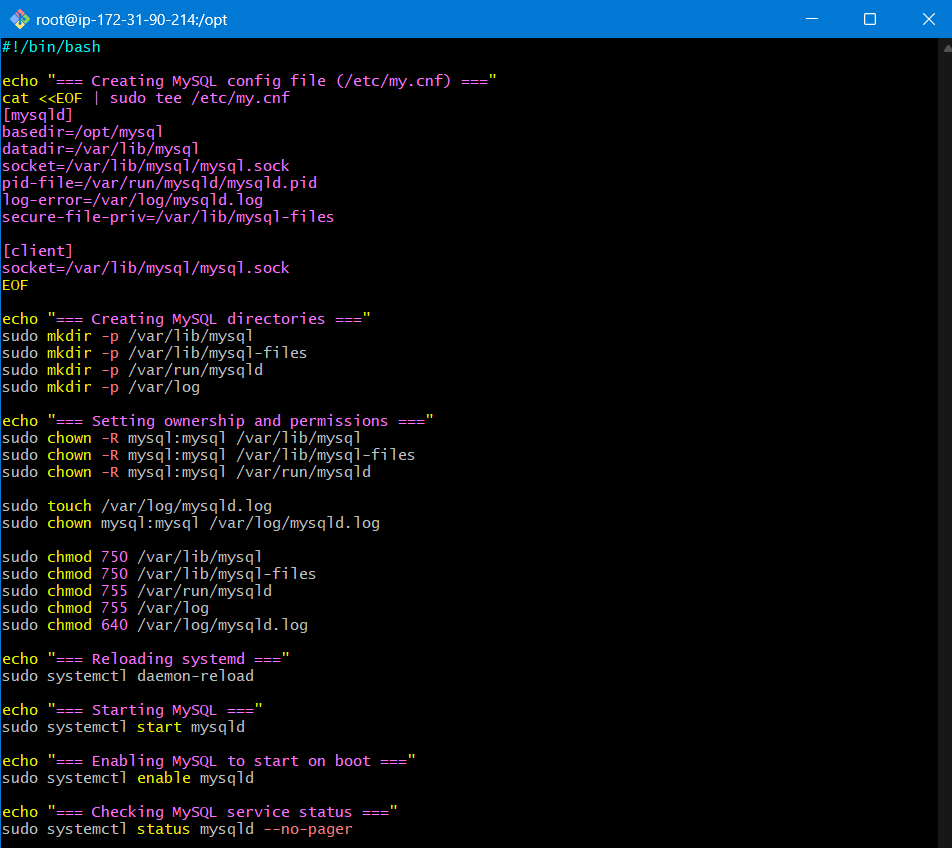 root@ip-172-31-90-214:/opt
#!/bin/bash
echo "=== Creating MySQL config file (/etc/my.cnf) ==="
cat <<EOF | sudo tee /etc/my.cnf
[mysqld]
basedir=/opt/mysql
datadir=/var/lib/mysql
socket=/var/lib/mysql/mysql.sock
pid-file=/var/run/mysqld/mysqld.pid
log-error=/var/log/mysqld.log
secure-file-priv=/var/lib/mysql-files
[client]
socket=/var/lib/mysql/mysql.sock
EOF
echo "=== Creating MySQL directories ==="
sudo mkdir -p /var/lib/mysql
sudo mkdir -p /var/lib/mysql-files
sudo mkdir -p /var/run/mysqld
sudo mkdir -p /var/log
echo "=== Setting ownership and permissions ==="
sudo chown -R mysql:mysql /var/lib/mysql
sudo chown -R mysql:mysql /var/lib/mysql-files
sudo chown -R mysql:mysql /var/run/mysqld
sudo touch /var/log/mysqld.log
sudo chown mysql:mysql /var/log/mysqld.log
sudo chmod 750 /var/lib/mysql
sudo chmod 750 /var/lib/mysql-files
sudo chmod 755 /var/run/mysqld
sudo chmod 755 /var/log
sudo chmod 640 /var/log/mysqld.log
echo "=== Reloading systemd ==="
sudo systemctl daemon-reload
echo "=== Starting MySQL ==="
sudo systemctl start mysqld
echo "=== Enabling MySQL to start on boot ==="
sudo systemctl enable mysqld
echo "=== Checking MySQL service status ==="
sudo systemctl status mysqld --no-pager